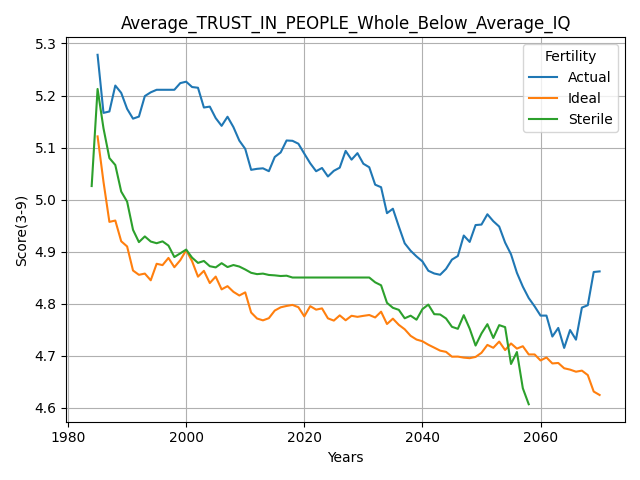 Average_TRUST_IN_PEOPLE_Whole_Below_Average_IQ
Fertility
Actual
Ideal
Sterile
Score(3-9)
5.3
5.2
5.1
5.0
4.9
4.8
4.7
4.6
1980
2000
2020
2040
2060
Years